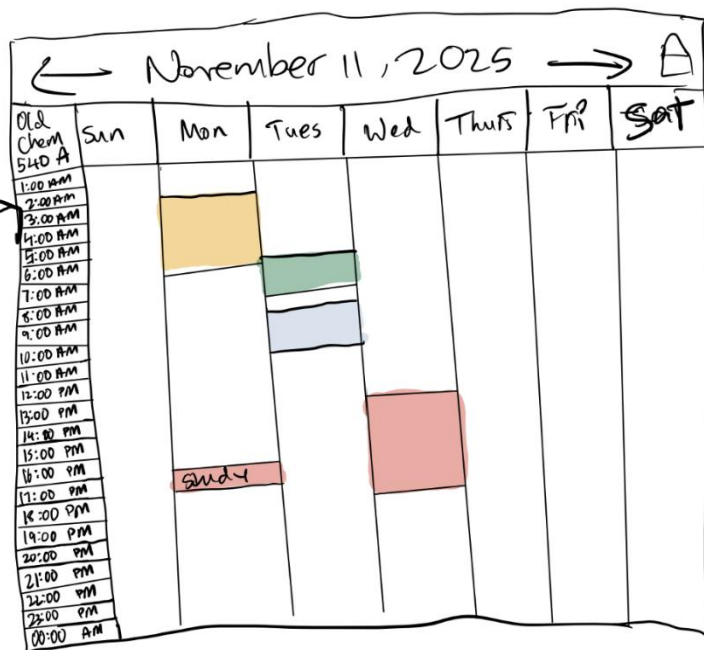 November 11, 2025
Old
Chem
540 A
Sun
Mon
Tues
Wed
Thurs
Fri
Sat
1:00 AM
2:00 AM
3:00 AM
4:00 AM
5:00 AM
6:00 AM
7:00 AM
8:00 AM
9:00 AM
10:00 AM
11:00 AM
12:00 PM
13:00 PM
14:00 PM
15:00 PM
16:00 PM
study
17:00 PM
18:00 PM
19:00 PM
20:00 PM
21:00 PM
22:00 PM
23:00 PM
00:00 AM